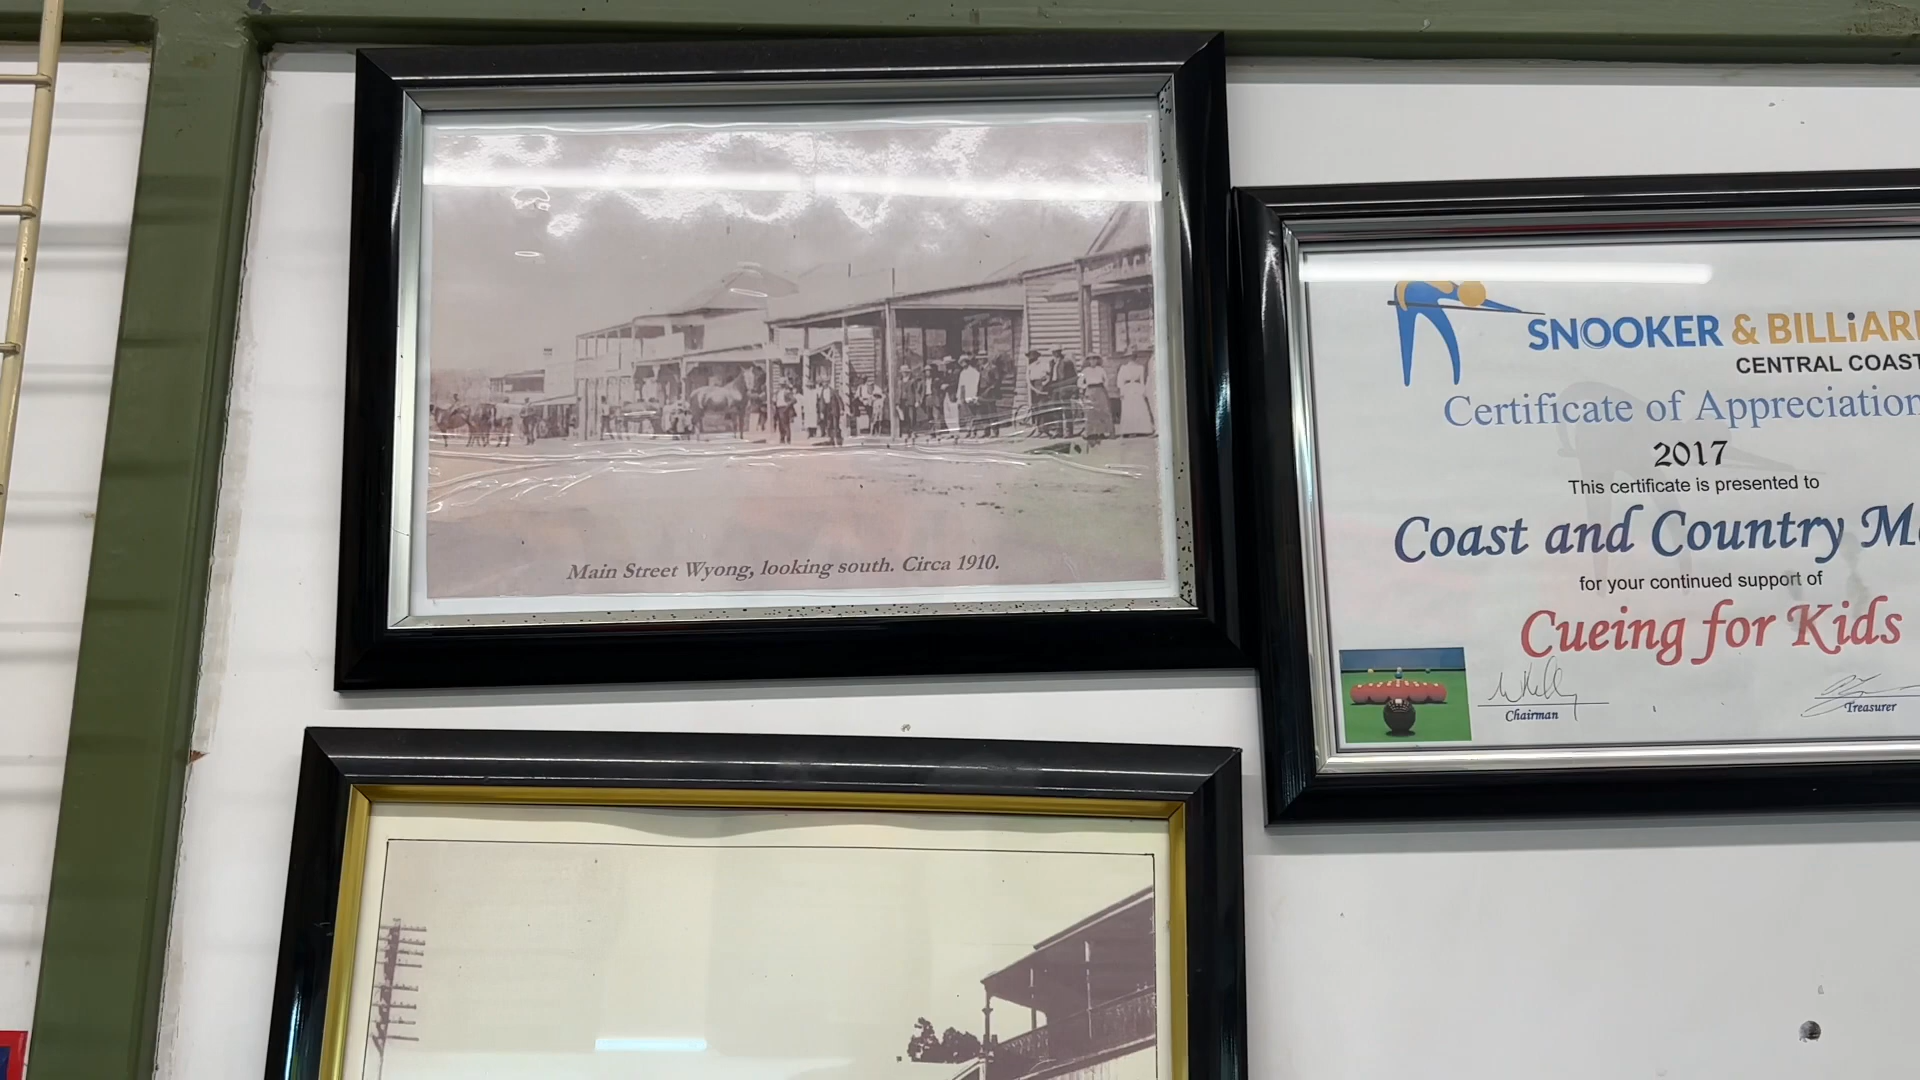 Main Street Wyong, looking south. Circa 1910.
SNOOKER & BILLiAR
CENTRAL COAST
Certificate of Appreciation
2017
This certificate is presented to
Coast and Country M
for your continued support of
Cueing for Kids
Chairman
Treasurer